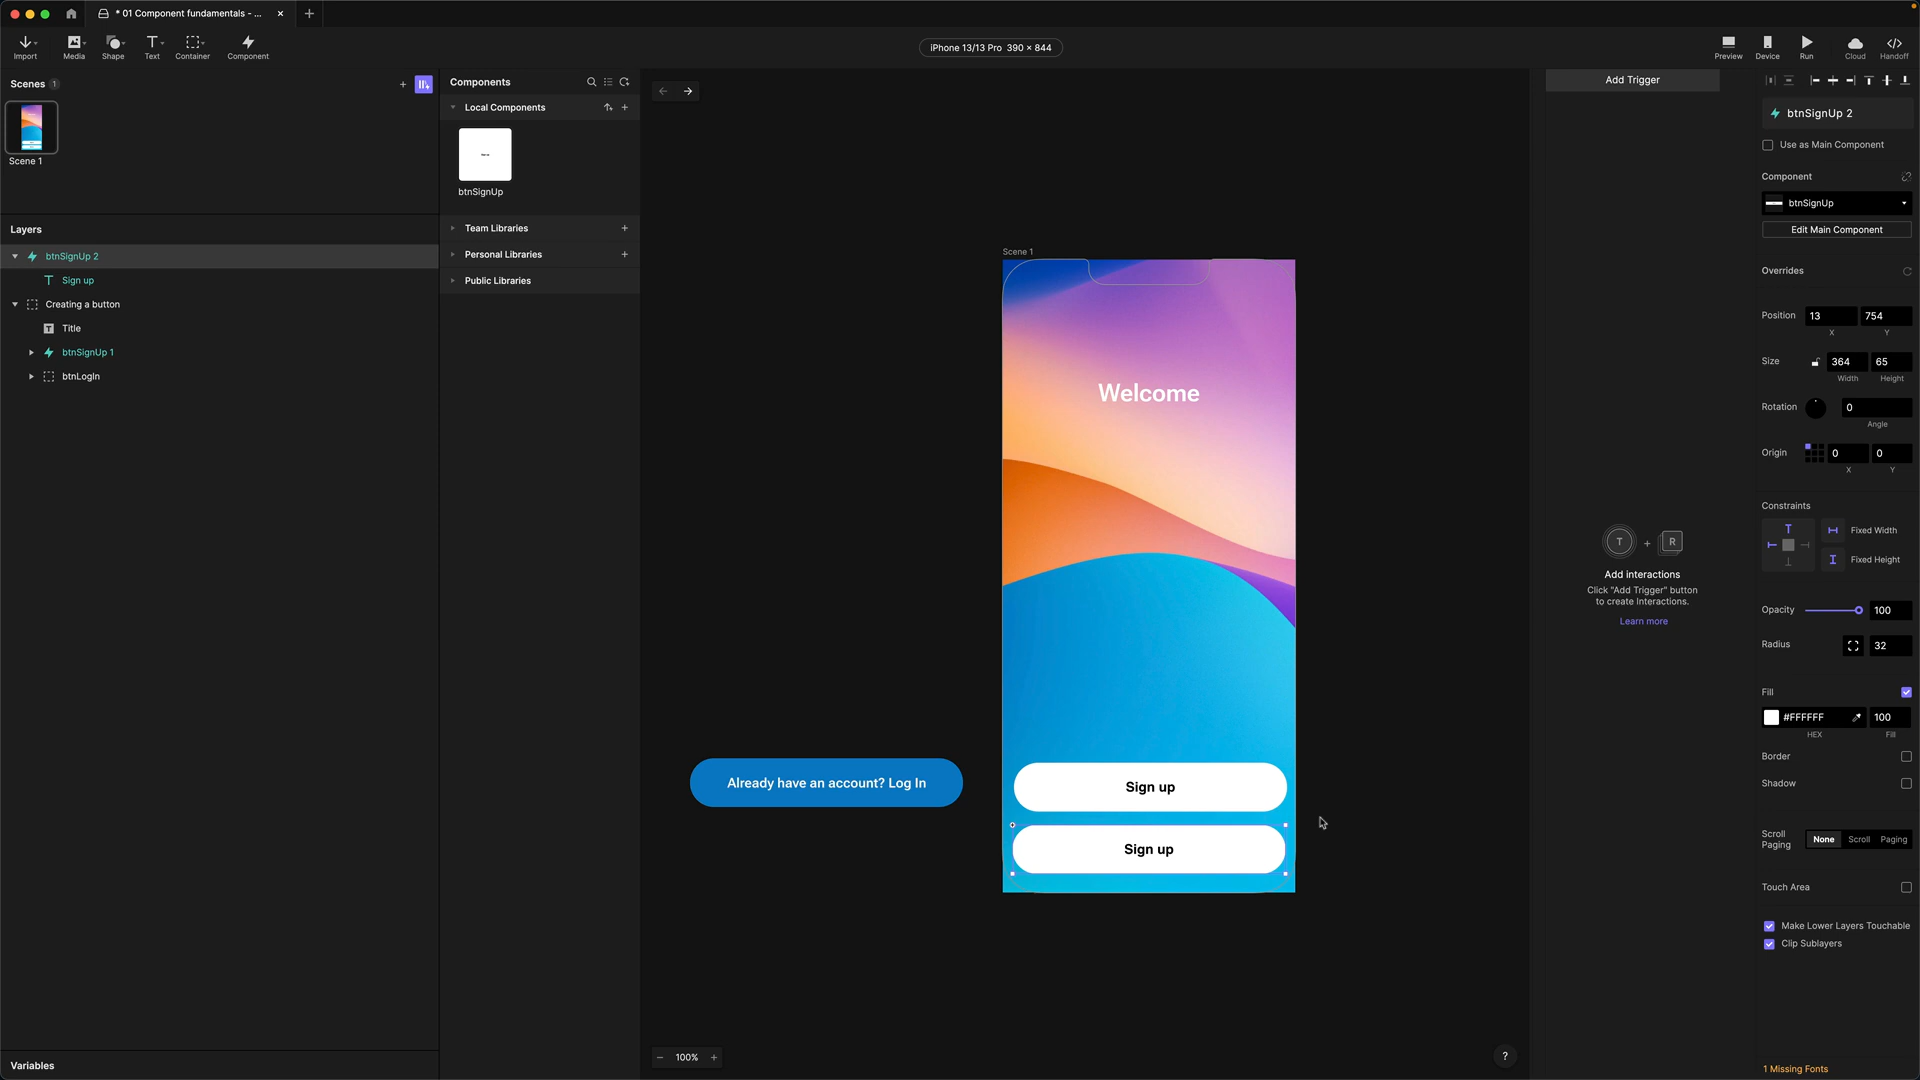 * 01 Component fundamentals - ...
Import
Media
Shape
Text
Container
Component
iPhone 13/13 Pro 390 × 844
Preview
Device
Run
Cloud
Handoff
Scenes 1
Scene 1
Components
Local Components
btnSignUp
Team Libraries
Personal Libraries
Public Libraries
Layers
btnSignUp 2
Sign up
Creating a button
Title
btnSignUp 1
btnLogIn
Variables
Scene 1
Welcome
Already have an account? Log In
Sign up
Sign up
100%
?
Add Trigger
T + R
Add interactions
Click "Add Trigger" button
to create Interactions.
Learn more
btnSignUp 2
Use as Main Component
Component
btnSignUp
Edit Main Component
Overrides
Position 13 754
X Y
Size 364 65
Width Height
Rotation 0
Angle
Origin 0 0
X Y
Constraints
Fixed Width
Fixed Height
Opacity 100
Radius 32
Fill
#FFFFFF 100
HEX Fill
Border
Shadow
Scroll
Paging
None Scroll Paging
Touch Area
Make Lower Layers Touchable
Clip Sublayers
1 Missing Fonts